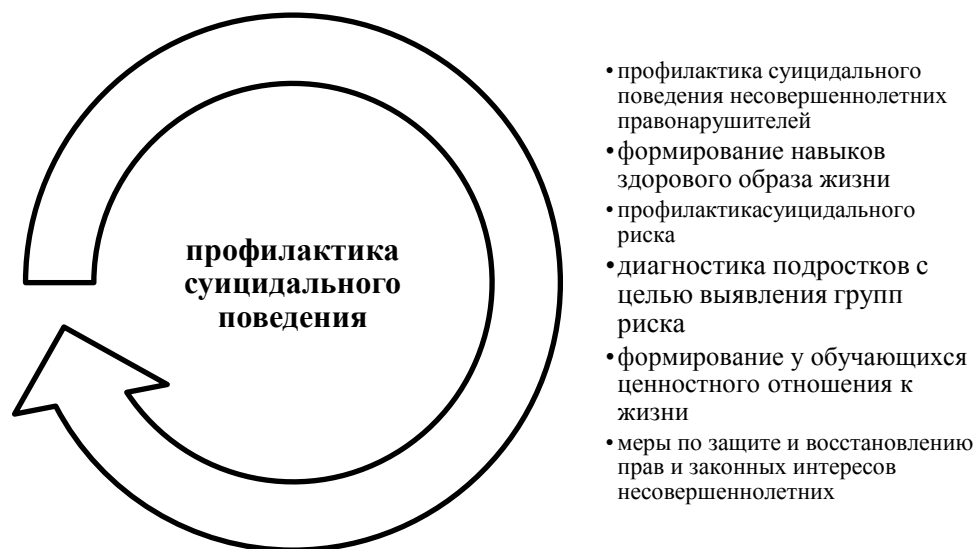 профилактика
суицидального
поведения
•профилактика суицидального
поведения несовершеннолетних
правонарушителей
•формирование навыков
здорового образа жизни
•профилактикасуицидального
риска
•диагностика подростков с
целью выявления групп
риска
•формирование у обучающихся
ценностного отношения к
жизни
•меры по защите и восстановлению
прав и законных интересов
несовершеннолетних